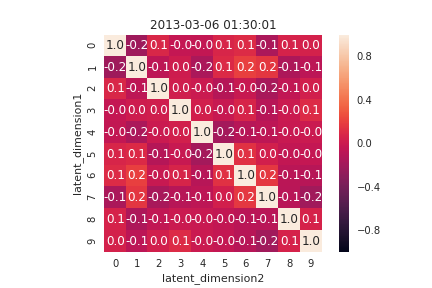 2013-03-06 01:30:01
latent_dimension1
0 1.0 -0.2 0.1 -0.0 -0.0 0.1 0.1 -0.1 0.1 0.0
1 -0.2 1.0 -0.1 0.0 -0.2 0.1 0.2 0.2 -0.1 -0.1
2 0.1 -0.1 1.0 0.0 -0.0 -0.1 -0.0 -0.2 -0.1 0.0
3 -0.0 0.0 0.0 1.0 0.0 -0.0 0.1 -0.1 -0.0 0.1
4 -0.0 -0.2 -0.0 0.0 1.0 -0.2 -0.1 -0.1 -0.0 -0.0
5 0.1 0.1 -0.1 -0.0 -0.2 1.0 0.1 0.0 -0.0 -0.0
6 0.1 0.2 -0.0 0.1 -0.1 0.1 1.0 0.2 -0.1 -0.1
7 -0.1 0.2 -0.2 -0.1 -0.1 0.0 0.2 1.0 -0.1 -0.2
8 0.1 -0.1 -0.1 -0.0 -0.0 -0.0 -0.1 -0.1 1.0 0.1
9 0.0 -0.1 0.0 0.1 -0.0 -0.0 -0.1 -0.2 0.1 1.0
0 1 2 3 4 5 6 7 8 9
latent_dimension2
0.8
0.4
0.0
−0.4
−0.8